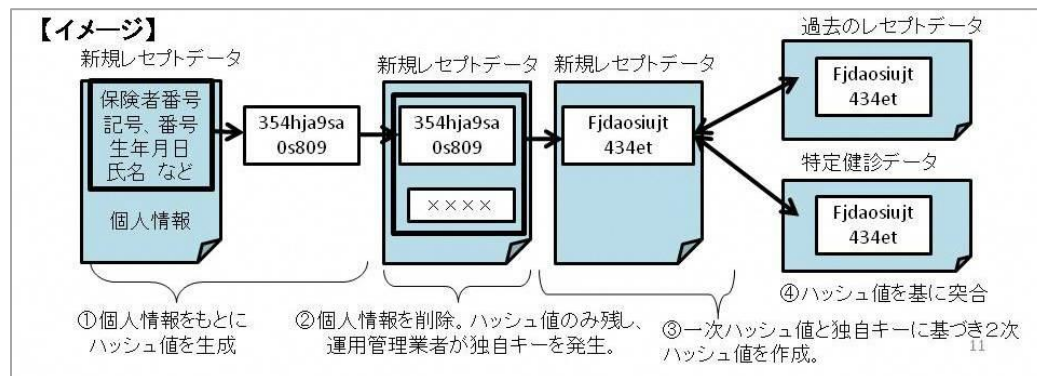 【イメージ】
新規レセプトデータ
保険者番号
記号、番号
生年月日
氏名 など
個人情報
354hja9sa
0s809
新規レセプトデータ
354hja9sa
0s809
××××
新規レセプトデータ
Fjdaosiujt
434et
過去のレセプトデータ
Fjdaosiujt
434et
特定健診データ
Fjdaosiujt
434et
①個人情報をもとに
ハッシュ値を生成
②個人情報を削除。ハッシュ値のみ残し、
運用管理業者が独自キーを発生。
③一次ハッシュ値と独自キーに基づき２次
ハッシュ値を作成。
④ハッシュ値を基に突合
11